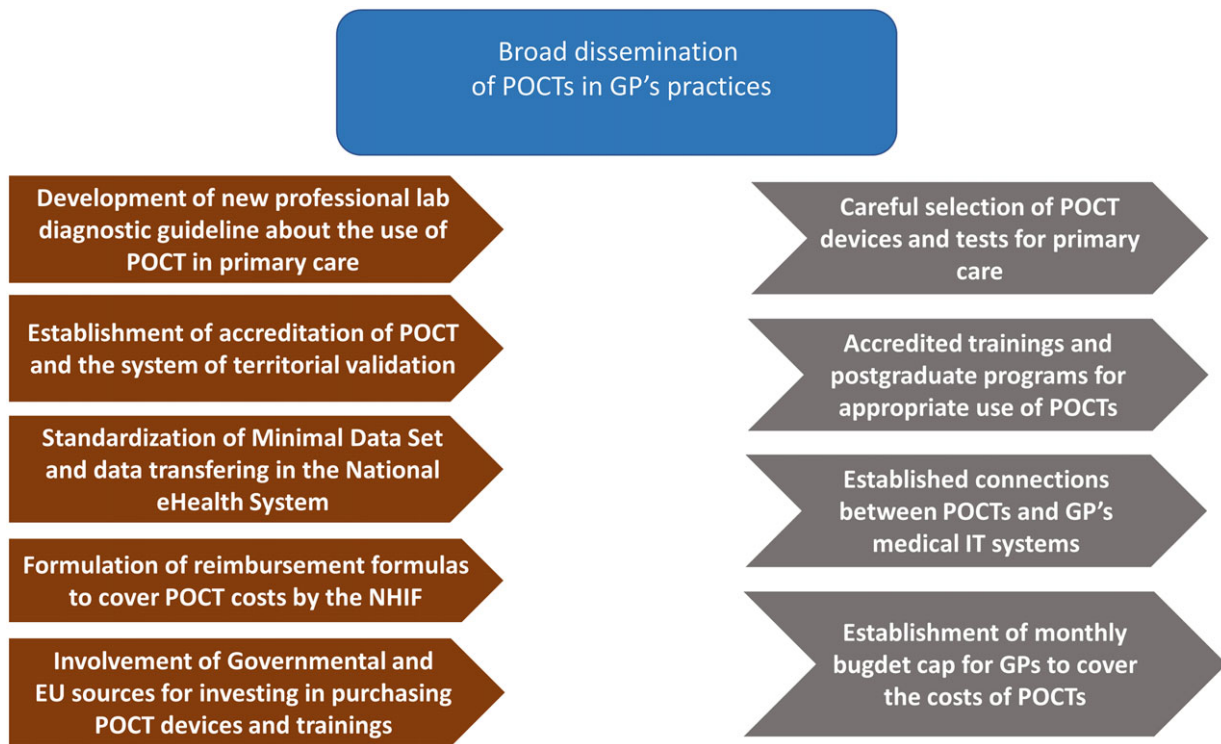 Broad dissemination
of POCTs in GP's practices
Development of new professional lab
diagnostic guideline about the use of
POCT in primary care
Establishment of accreditation of POCT
and the system of territorial validation
Standardization of Minimal Data Set
and data transfering in the National
eHealth System
Formulation of reimbursement formulas
to cover POCT costs by the NHIF
Involvement of Governmental and
EU sources for investing in purchasing
POCT devices and trainings
Careful selection of POCT
devices and tests for primary
care
Accredited trainings and
postgraduate programs for
appropriate use of POCTs
Established connections
between POCTs and GP's
medical IT systems
Establishment of monthly
bugdet cap for GPs to cover
the costs of POCTs